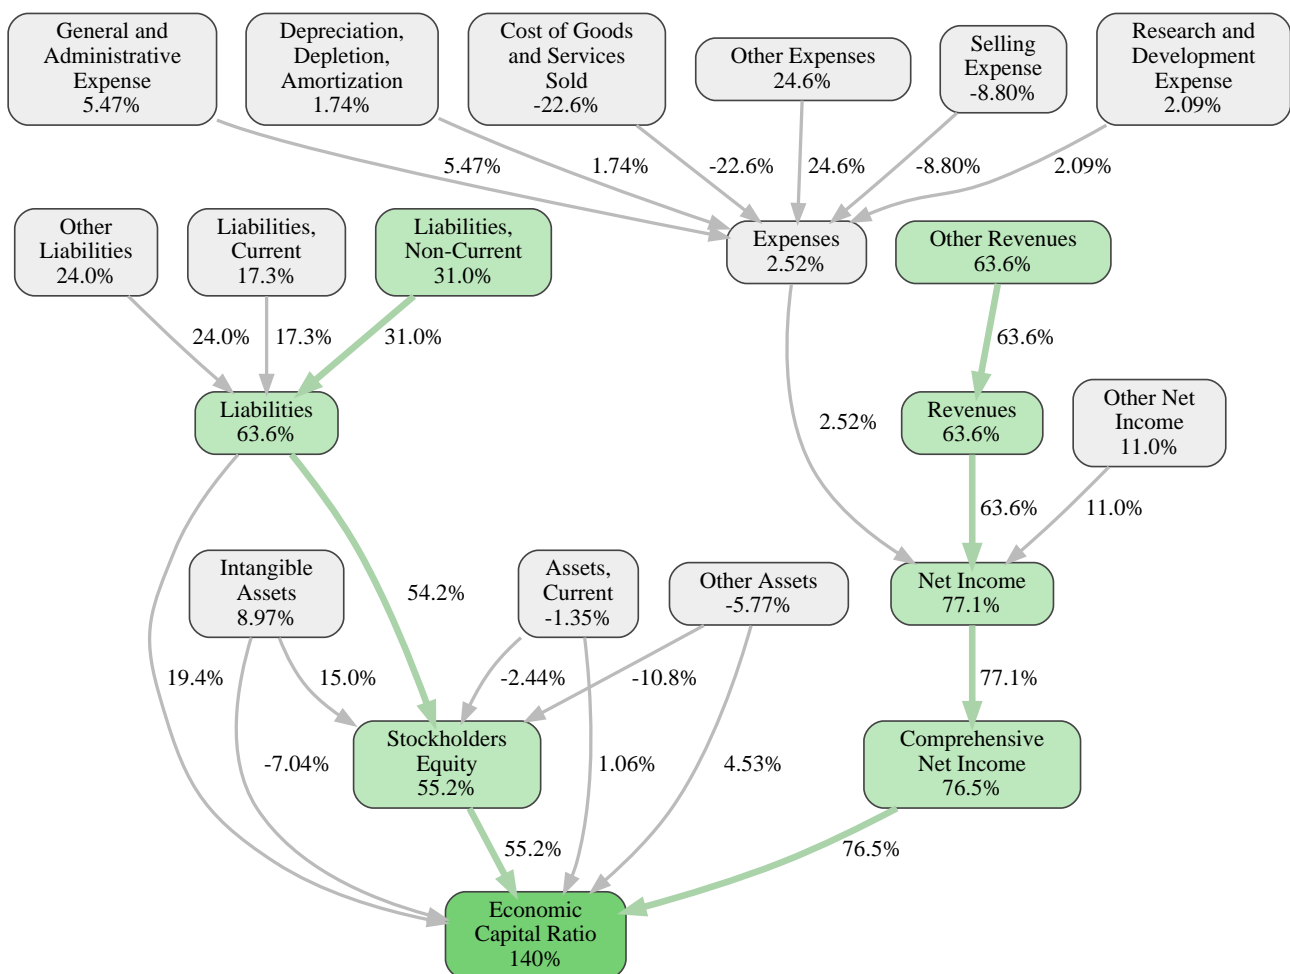 General and
Administrative
Expense
5.47%
Depreciation,
Depletion,
Amortization
1.74%
Cost of Goods
and Services
Sold
-22.6%
Other Expenses
24.6%
Selling
Expense
-8.80%
Research and
Development
Expense
2.09%
5.47%
1.74%
-22.6%
24.6%
-8.80%
2.09%
Other
Liabilities
24.0%
Liabilities,
Current
17.3%
Liabilities,
Non-Current
31.0%
Expenses
2.52%
Other Revenues
63.6%
24.0%
17.3%
31.0%
63.6%
Liabilities
63.6%
2.52%
Revenues
63.6%
Other Net
Income
11.0%
63.6%
11.0%
Intangible
Assets
8.97%
54.2%
Assets,
Current
-1.35%
Other Assets
-5.77%
Net Income
77.1%
19.4%
15.0%
-2.44%
-10.8%
77.1%
Stockholders
Equity
55.2%
Comprehensive
Net Income
76.5%
-7.04%
1.06%
4.53%
55.2%
76.5%
Economic
Capital Ratio
140%